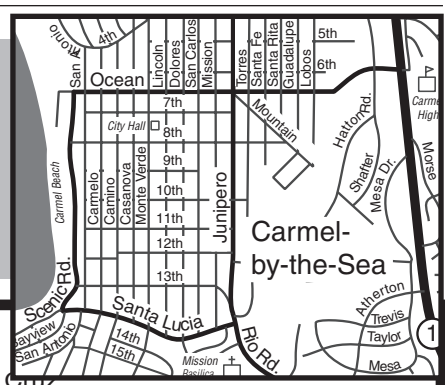 San Antonio
4th
Lincoln
Dolores
San Carlos
Mission
Torres
Santa Fe
Santa Rita
Guadalupe
Lobos
5th
6th
Ocean
7th
City Hall
8th
Mountain
Hatton Rd.
Carme
High
Morse
Shafter
Mesa Dr.
Carmel Beach
Carmelo
Camino
Casanova
Monte Verde
9th
10th
11th
12th
13th
Junipero
Carmel-
by-the-Sea
Scenic Rd.
Santa Lucia
Rio Rd.
Atherton
Trevis
Taylor
Mesa
1
Bayview
San Antonio
14th
15th
Mission
Basilica